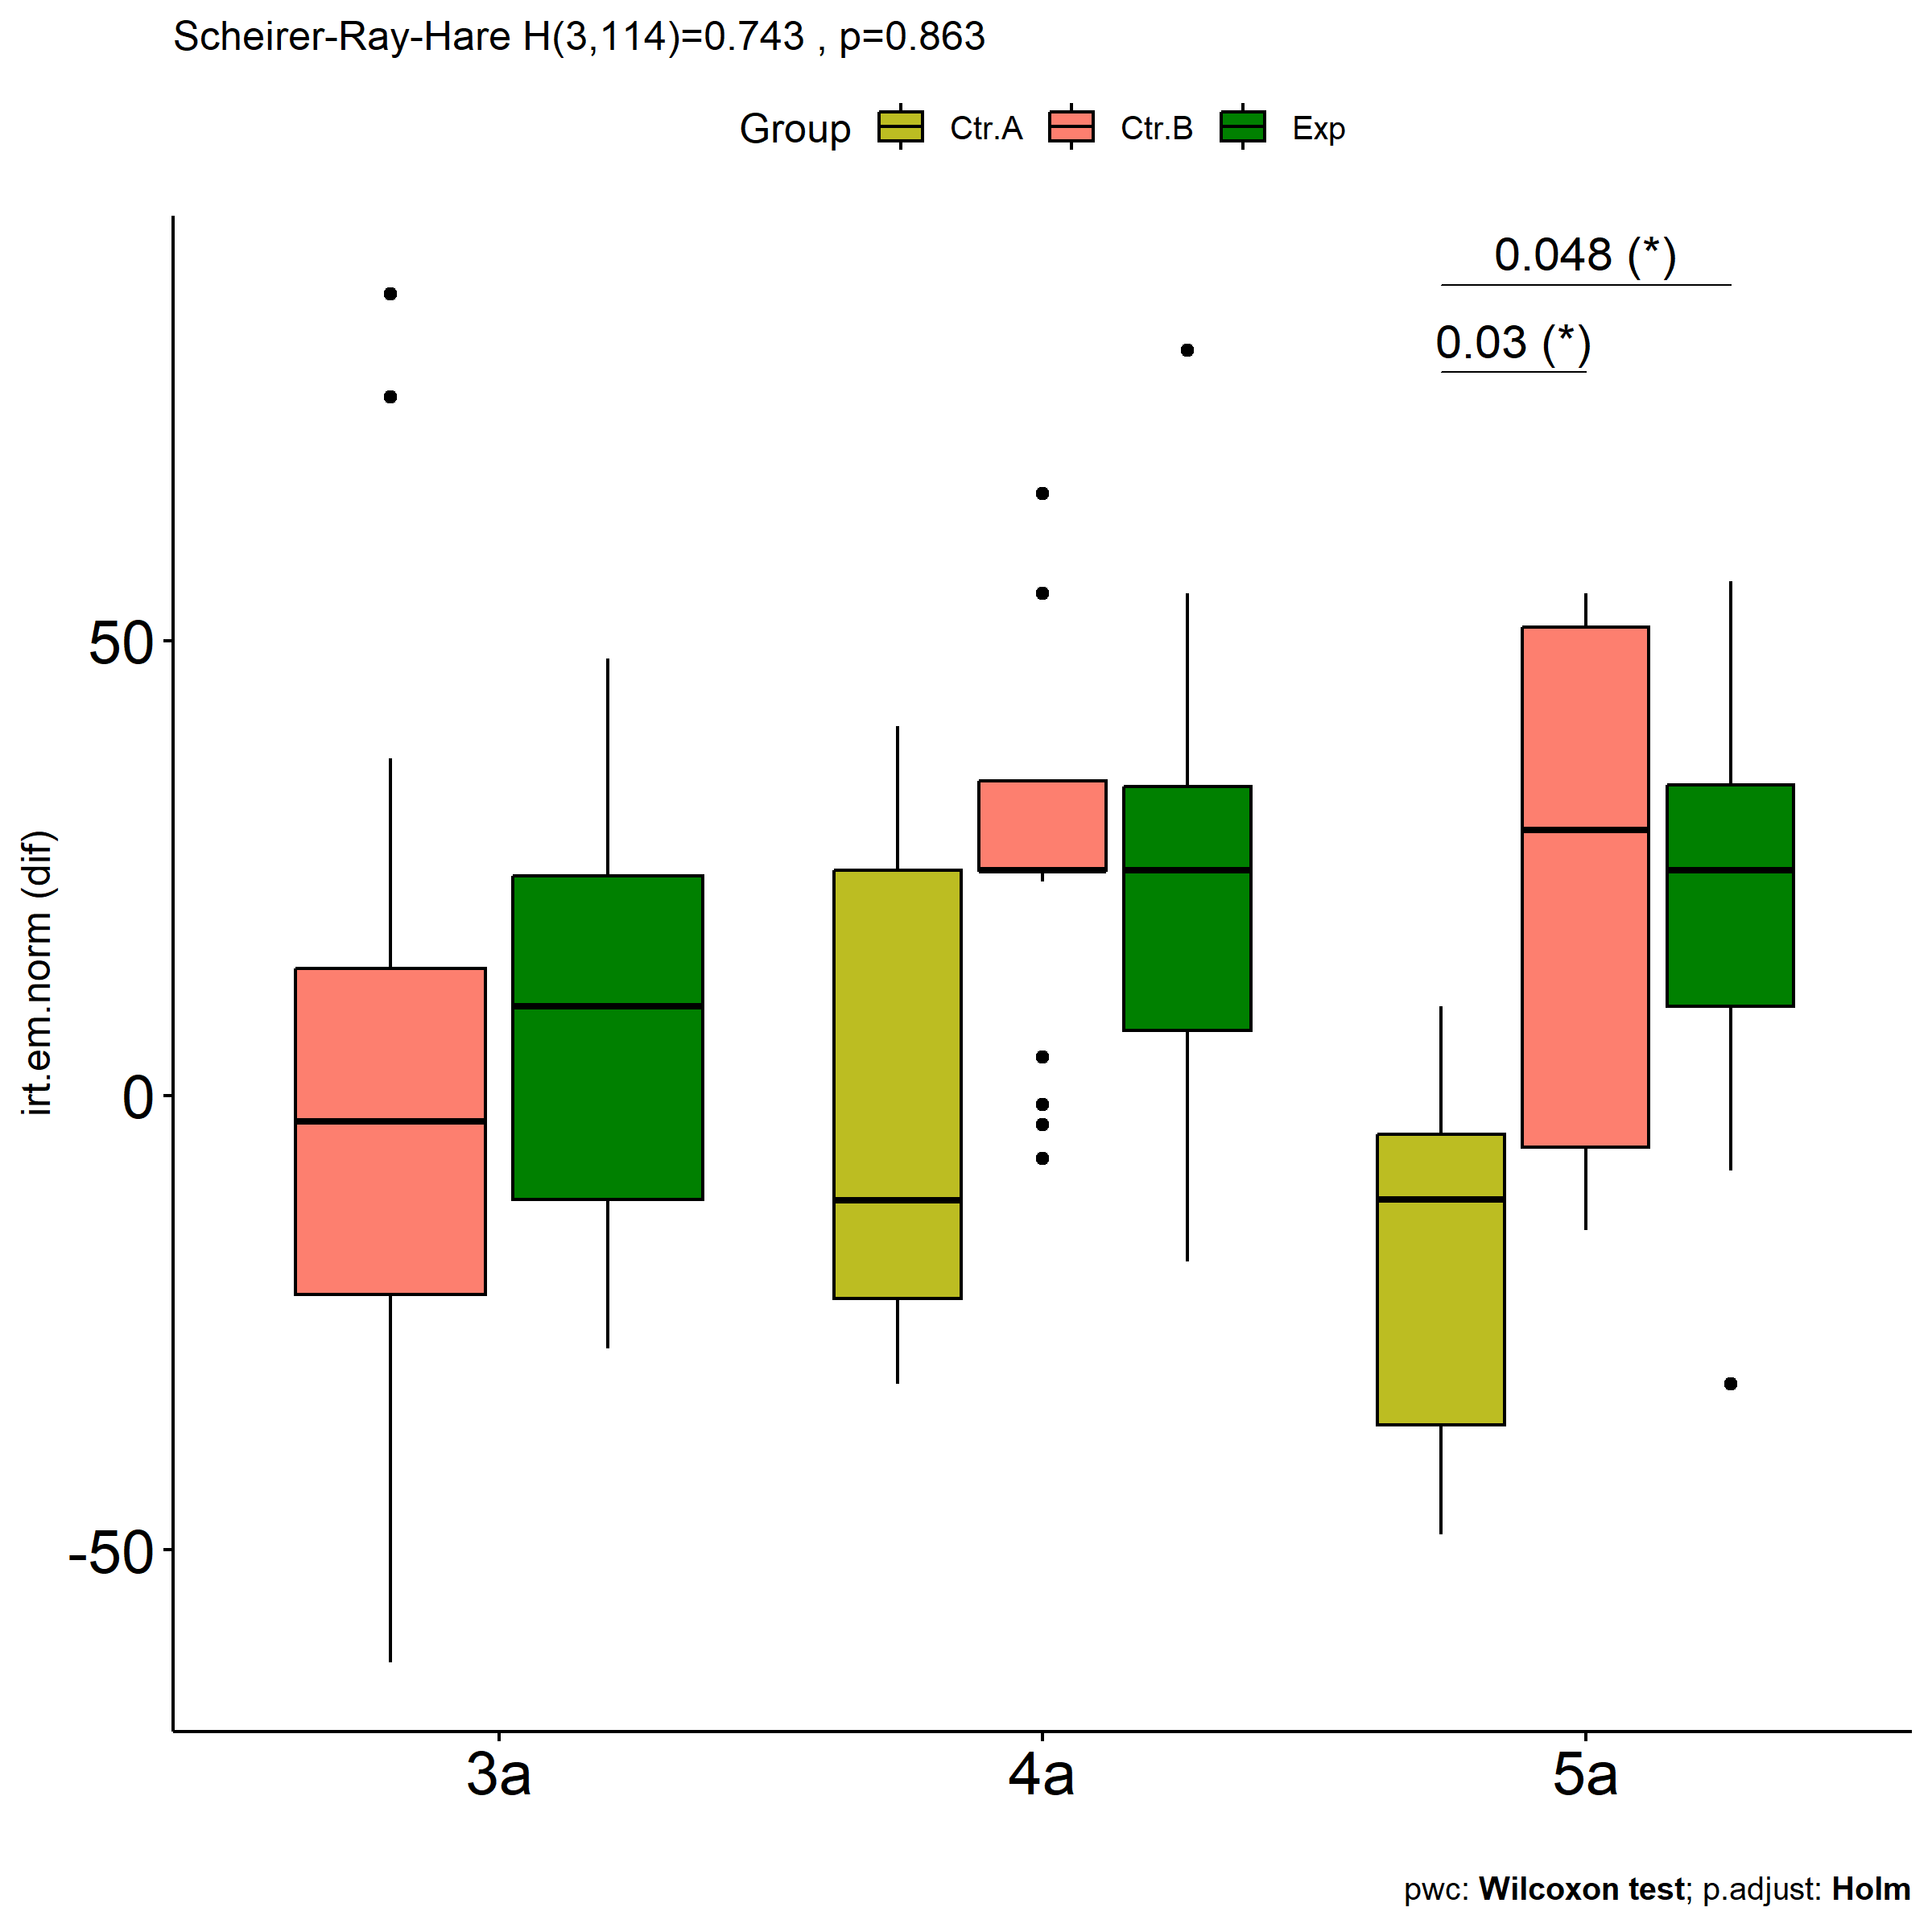 Scheirer-Ray-Hare H(3,114)=0.743 , p=0.863
Group Ctr.A Ctr.B Exp
0.048 (*)
0.03 (*)
50
0
-50
irt.em.norm (dif)
3a 4a 5a
pwc: Wilcoxon test; p.adjust: Holm